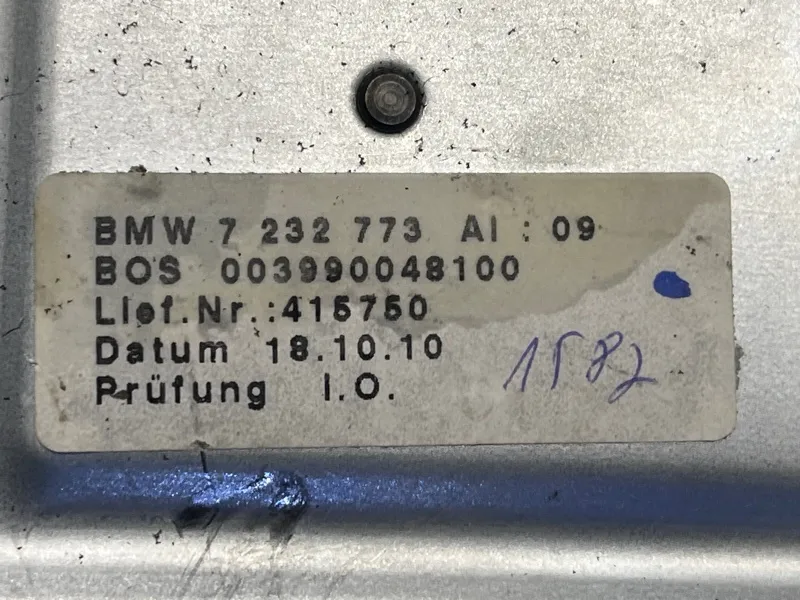 BMW 7 232 773 AI : 09
BOS 003990048100
Lief.Nr.:415750
Datum 18.10.10
Prüfung I.O.
1582